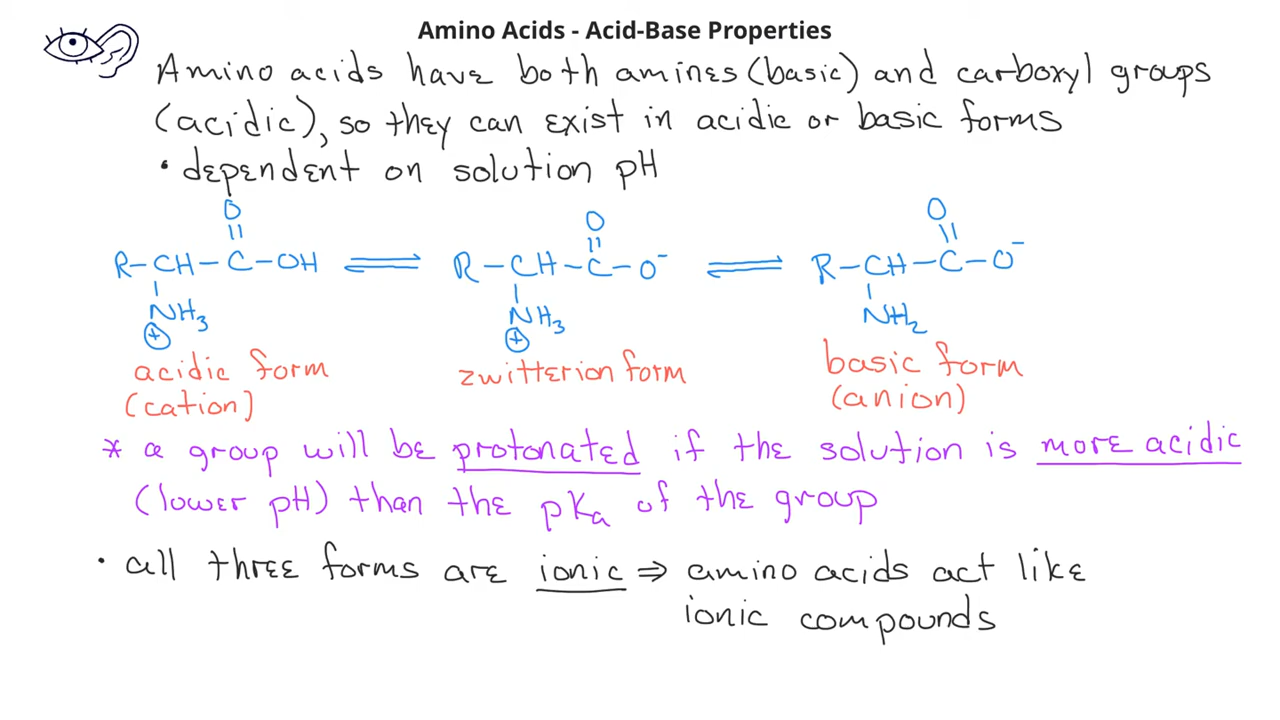 Amino Acids - Acid-Base Properties
Amino acids have both amines (basic) and carboxyl groups
(acidic), so they can exist in acidic or basic forms
• dependent on solution pH
O O O
|| || ||
R-CH-C-OH ⇌ R-CH-C-O⁻ ⇌ R-CH-C-O⁻
| | |
NH₃ NH₃ NH₂
⊕ ⊕
acidic form zwitterion form basic form
(cation) (anion)
* a group will be protonated if the solution is more acidic
(lower pH) than the pKₐ of the group
• all three forms are ionic ⇒ amino acids act like
ionic compounds